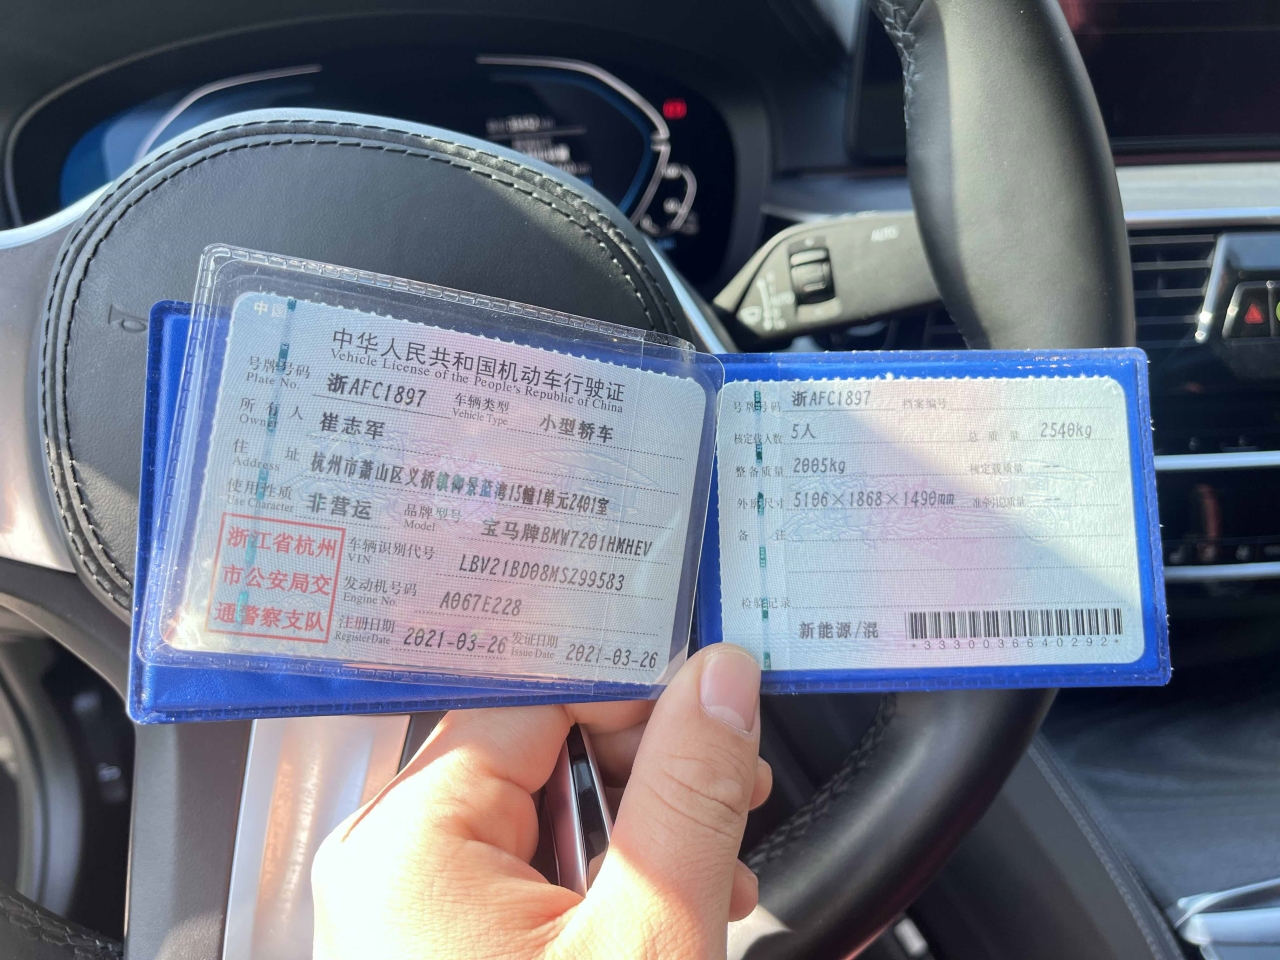 中国
中华人民共和国机动车行驶证
Vehicle License of the People's Republic of China
号牌号码 浙AFC1897 车辆类型 小型轿车
Plate No. Vehicle Type
所有人 崔志军
Owner
住址 杭州市萧山区义桥镇御景蓝湾15幢1单元2401室
Address
使用性质 非营运 品牌型号 宝马牌BMW7201HMHEV
Use Character Model
浙江省杭州
市公安局交
通警察支队
车辆识别代号 LBV21BD08MSZ99583
VIN
发动机号码 A067E228
Engine No.
注册日期 2021-03-26 发证日期 2021-03-26
Register Date Issue Date
号牌号码 浙AFC1897 档案编号
核定载人数 5人 总质量 2540kg
整备质量 2005kg 核定载质量 --
外廓尺寸 5106×1868×1490mm 准牵引总质量 --
备注
检验记录
新能源/混
*3330036640292*
AUTO